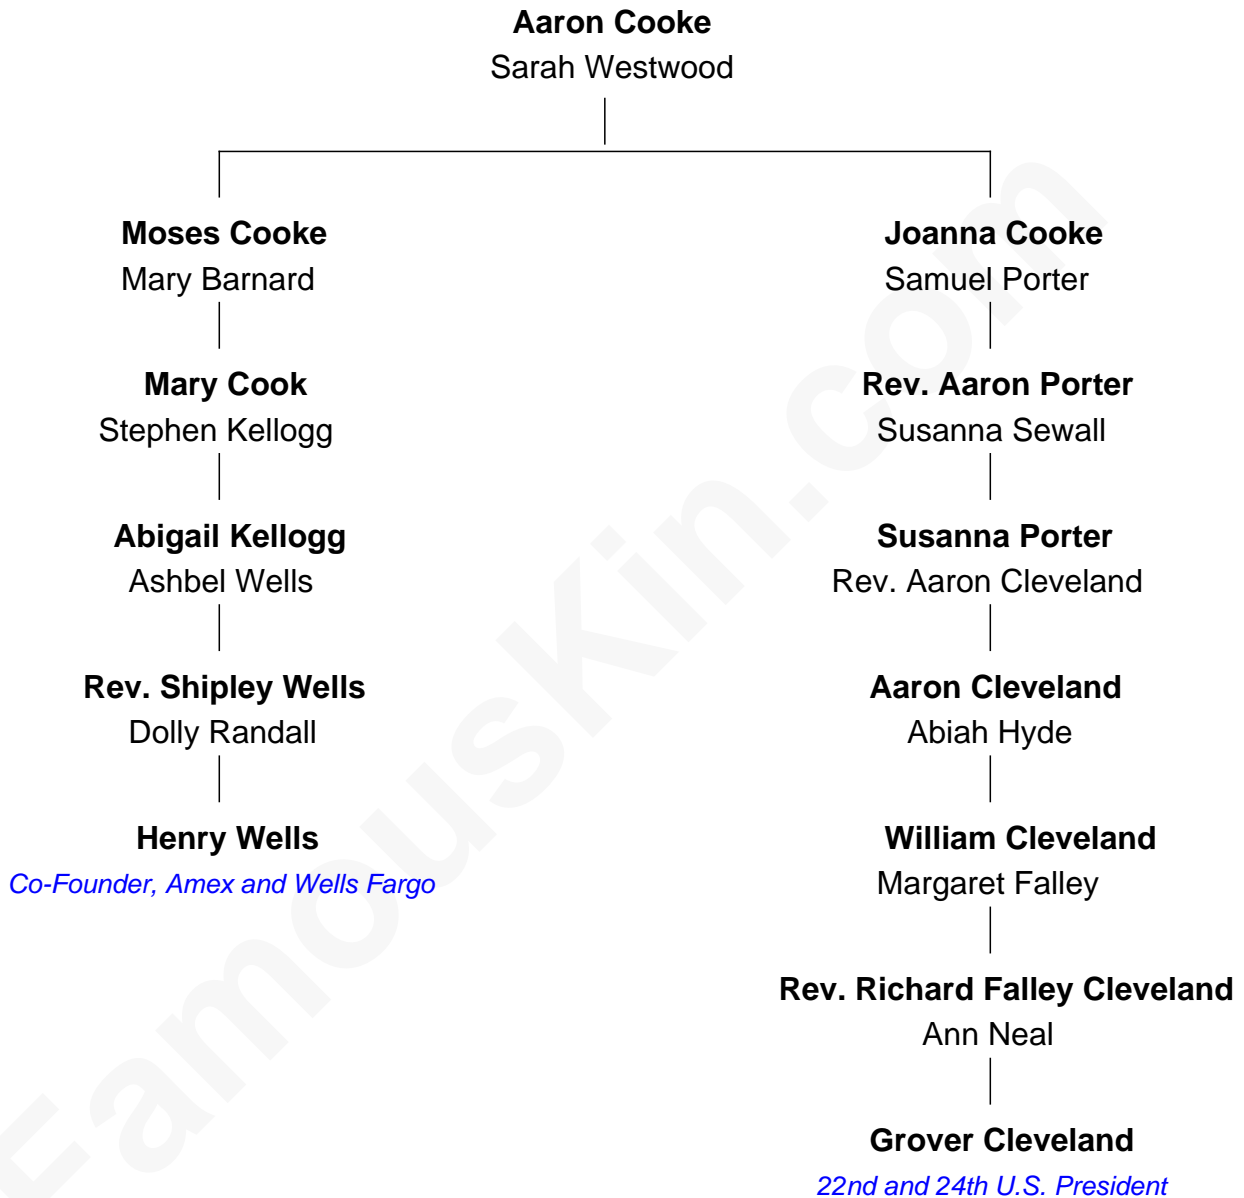 Aaron Cooke
Sarah Westwood
Moses Cooke
Mary Barnard
Joanna Cooke
Samuel Porter
Mary Cook
Stephen Kellogg
Rev. Aaron Porter
Susanna Sewall
Abigail Kellogg
Ashbel Wells
Susanna Porter
Rev. Aaron Cleveland
Rev. Shipley Wells
Dolly Randall
Aaron Cleveland
Abiah Hyde
Henry Wells
Co-Founder, Amex and Wells Fargo
William Cleveland
Margaret Falley
Rev. Richard Falley Cleveland
Ann Neal
Grover Cleveland
22nd and 24th U.S. President
FamousKin.com